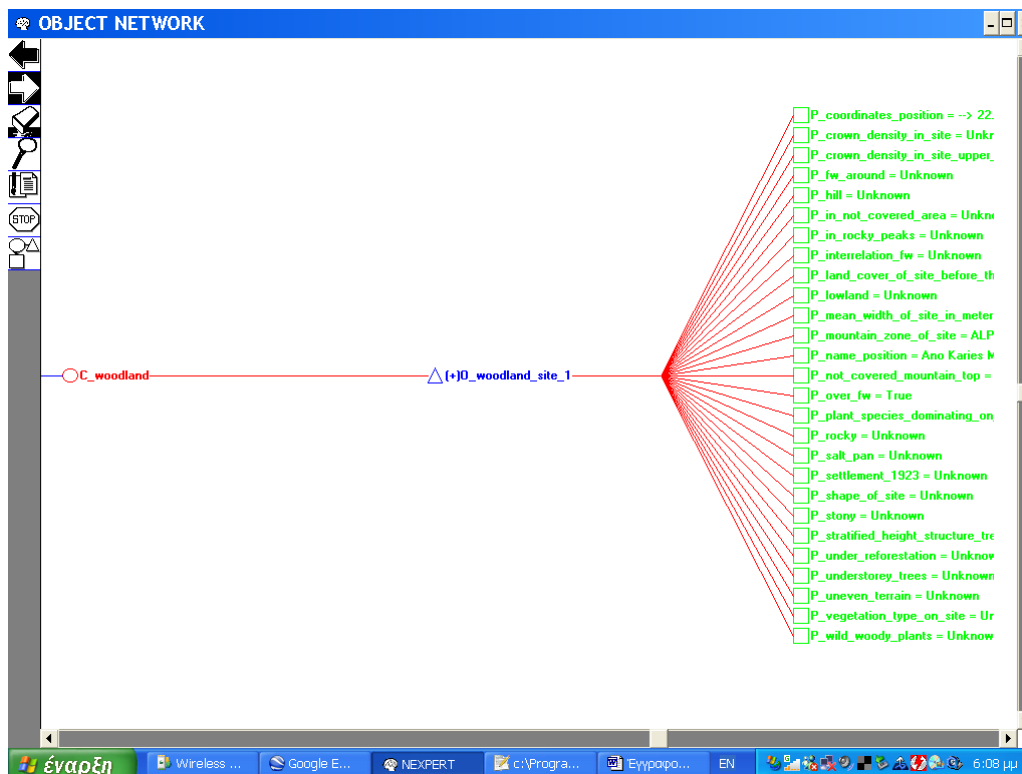 OBJECT NETWORK
STOP
P_coordinates_position = --> 22.
P_crown_density_in_site = Unkr
P_crown_density_in_site_upper_
P_fw_around = Unknown
P_hill = Unknown
P_in_not_covered_area = Unkn
P_in_rocky_peaks = Unknown
P_interrelation_fw = Unknown
P_land_cover_of_site_before_th
P_lowland = Unknown
P_mean_width_of_site_in_meter
P_mountain_zone_of_site = ALP
P_name_position = Ano Karies M
C_woodland
(+)O_woodland_site_1
P_not_covered_mountain_top =
P_over_fw = True
P_plant_species_dominating_on
P_rocky = Unknown
P_salt_pan = Unknown
P_settlement_1923 = Unknown
P_shape_of_site = Unknown
P_stony = Unknown
P_stratified_height_structure_tre
P_under_reforestation = Unknow
P_understorey_trees = Unknown
P_uneven_terrain = Unknown
P_vegetation_type_on_site = Ur
P_wild_woody_plants = Unknow
έναρξη Wireless ... Google E... NEXPERT c:\Progra... Έγγραφο... EN 6:08 μμ